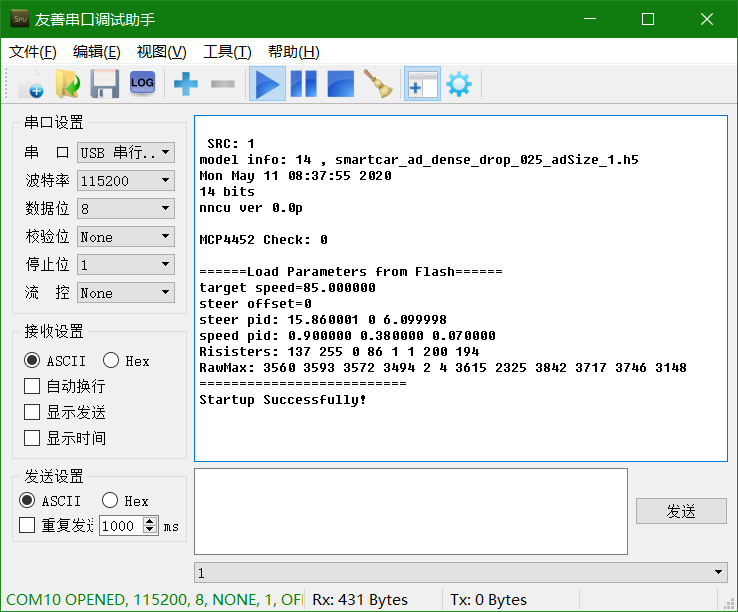 SPU 友善串口调试助手
文件(F) 编辑(E) 视图(V) 工具(T) 帮助(H)
LOG
串口设置
串 口 USB 串行..
波特率 115200
数据位 8
校验位 None
停止位 1
流 控 None
接收设置
ASCII Hex
自动换行
显示发送
显示时间
发送设置
ASCII Hex
重复发送 1000 ms
SRC: 1
model info: 14 , smartcar_ad_dense_drop_025_adSize_1.h5
Mon May 11 08:37:55 2020
14 bits
nncu ver 0.0p
MCP4452 Check: 0
======Load Parameters from Flash======
target speed=85.000000
steer offset=0
steer pid: 15.860001 0 6.099998
speed pid: 0.900000 0.380000 0.070000
Risisters: 137 255 0 86 1 1 200 194
RawMax: 3560 3593 3572 3494 2 4 3615 2325 3842 3717 3746 3148
==========================
Startup Successfully!
发送
1
COM10 OPENED, 115200, 8, NONE, 1, OFF Rx: 431 Bytes Tx: 0 Bytes